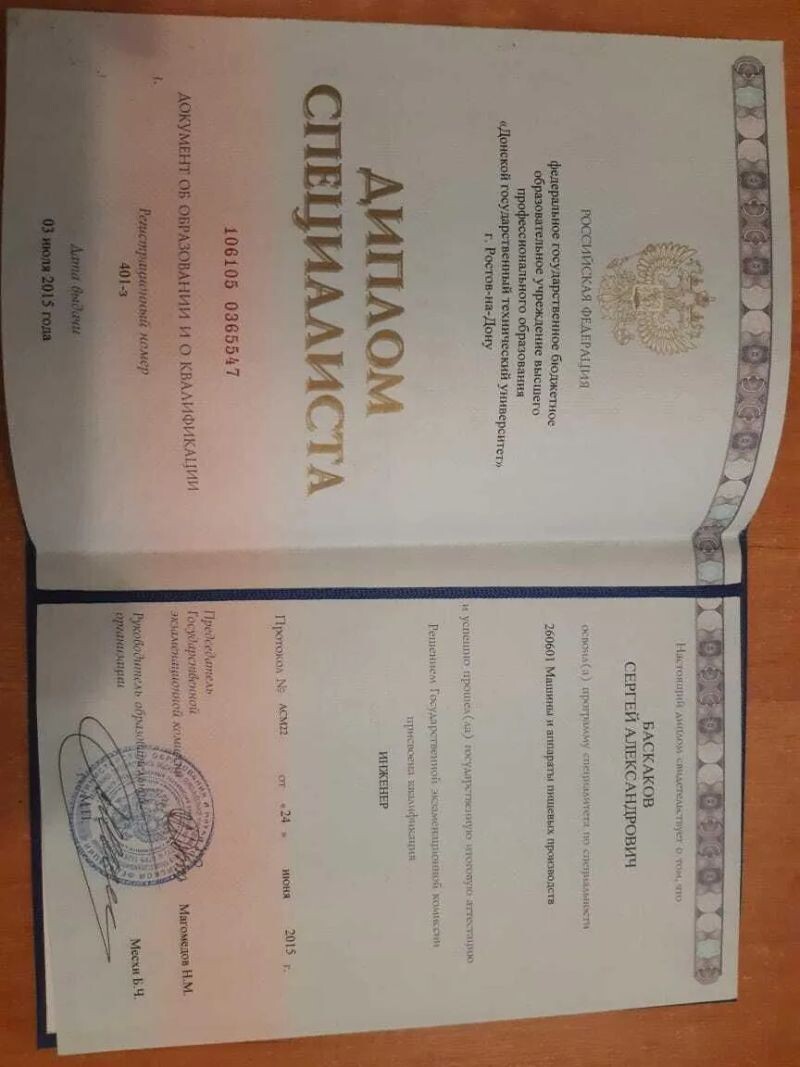 РОССИЙСКАЯ ФЕДЕРАЦИЯ
федеральное государственное бюджетное
образовательное учреждение высшего
профессионального образования
«Донской государственный технический университет»
г. Ростов-на-Дону
ДИПЛОМ
СПЕЦИАЛИСТА
106105 0365547
ДОКУМЕНТ ОБ ОБРАЗОВАНИИ И О КВАЛИФИКАЦИИ
Регистрационный номер
401-з
Дата выдачи
03 июля 2015 года
Настоящий диплом свидетельствует о том, что
БАСКАКОВ
СЕРГЕЙ АЛЕКСАНДРОВИЧ
освоил(а) программу специалитета по специальности
260601 Машины и аппараты пищевых производств
и успешно прошел(ла) государственную итоговую аттестацию
Решением Государственной экзаменационной комиссии
присвоена квалификация
ИНЖЕНЕР
Протокол № АСМ22 от «24» июня 2015 г.
Председатель
Государственной
экзаменационной комиссии
Магомедов Н.М.
Руководитель образовательной
организации
Месхи Б.Ч.
М.П.